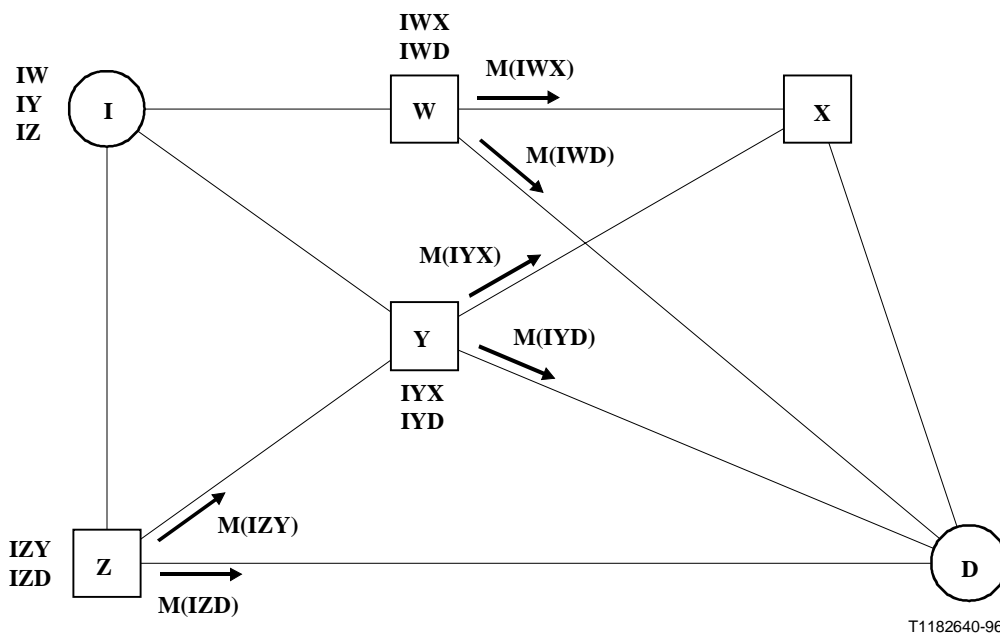 IWX
IWD
M(IWX)
IW
IY
IZ
I
W
X
M(IWD)
M(IYX)
Y
M(IYD)
IYX
IYD
M(IZY)
IZY
IZD
Z
D
M(IZD)
T1182640-96